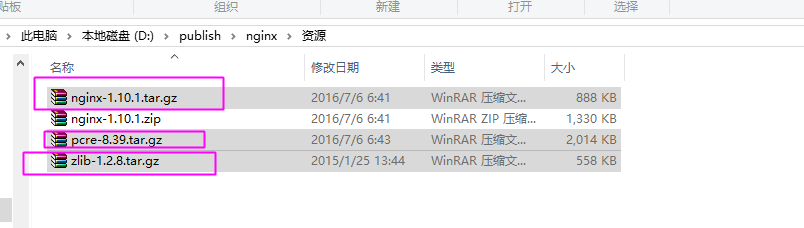 贴板 组织 新建 打开 选择
此电脑 > 本地磁盘 (D:) > publish > nginx > 资源
名称 修改日期 类型 大小
nginx-1.10.1.tar.gz 2016/7/6 6:41 WinRAR 压缩文... 888 KB
nginx-1.10.1.zip 2016/7/6 6:41 WinRAR ZIP 压缩... 1,330 KB
pcre-8.39.tar.gz 2016/7/6 6:43 WinRAR 压缩文... 2,014 KB
zlib-1.2.8.tar.gz 2015/1/25 13:44 WinRAR 压缩文... 558 KB